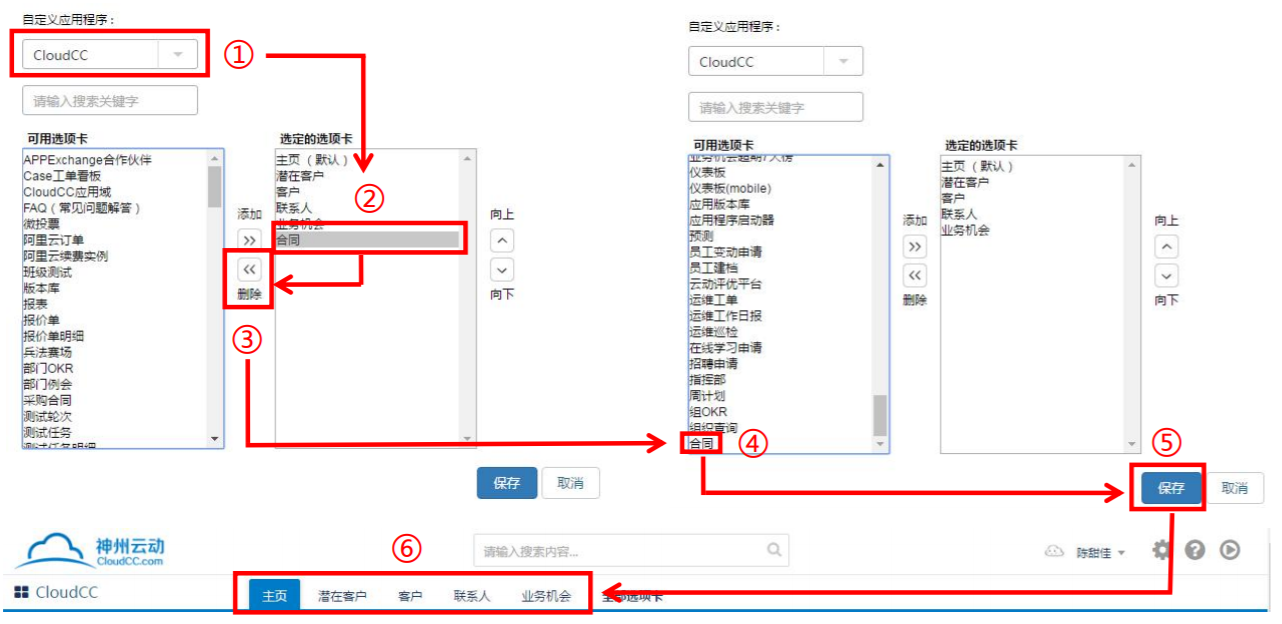 自定义应用程序：
CloudCC
①
请输入搜索关键字
可用选项卡
APPExchange合作伙伴
Case工单看板
CloudCC应用域
FAQ（常见问题解答）
微投票
阿里云订单
阿里云续费实例
班级测试
版本库
报表
报价单
报价单明细
兵法赛场
部门OKR
部门例会
采购合同
测试轮次
测试任务
测试任务明细
添加
删除
③
选定的选项卡
主页（默认）
潜在客户
客户
联系人
业务机会
合同
②
向上
向下
保存
取消
自定义应用程序：
CloudCC
请输入搜索关键字
可用选项卡
业务机会超期7天榜
仪表板
仪表板(mobile)
应用版本库
应用程序启动器
预测
员工变动申请
员工建档
云动评优平台
运维工单
运维工作日报
运维巡检
在线学习申请
招聘申请
指挥部
周计划
组OKR
组织查询
合同
④
添加
删除
选定的选项卡
主页（默认）
潜在客户
客户
联系人
业务机会
向上
向下
⑤
保存
取消
神州云动
CloudCC.com
⑥
请输入搜索内容...
陈甜佳
CloudCC
主页
潜在客户
客户
联系人
业务机会
全部选项卡